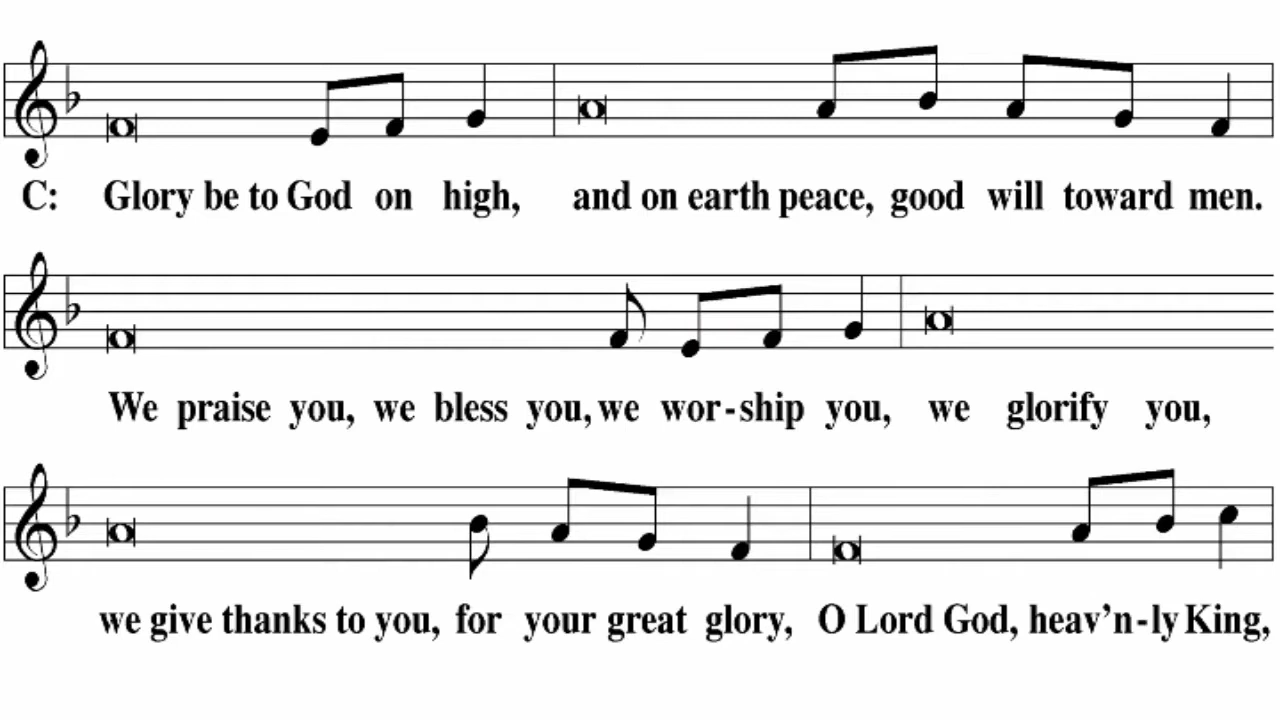 C: Glory be to God on high, and on earth peace, good will toward men.
We praise you, we bless you, we wor-ship you, we glorify you,
we give thanks to you, for your great glory, O Lord God, heav’n-ly King,